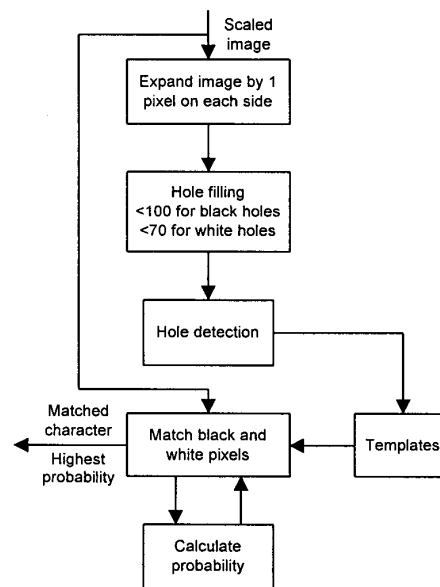 Scaled
image
Expand image by 1
pixel on each side
Hole filling
<100 for black holes
<70 for white holes
Hole detection
Matched
character
Highest
probability
Match black and
white pixels
Templates
Calculate
probability